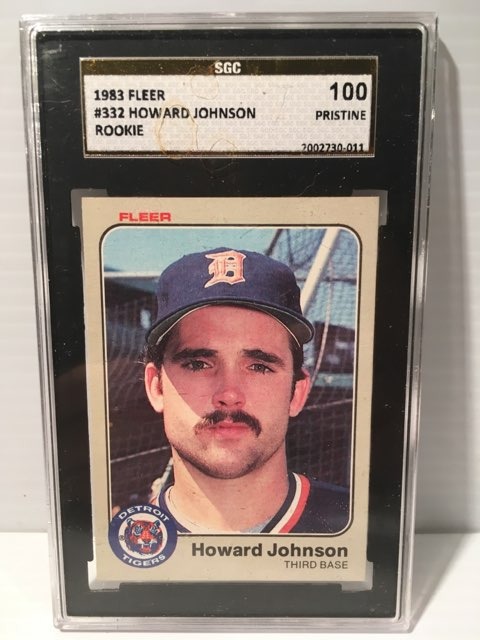 SGC
1983 FLEER
#332 HOWARD JOHNSON
ROOKIE
100
PRISTINE
2002730-011
FLEER
D
DETROIT
TIGERS
Howard Johnson
THIRD BASE